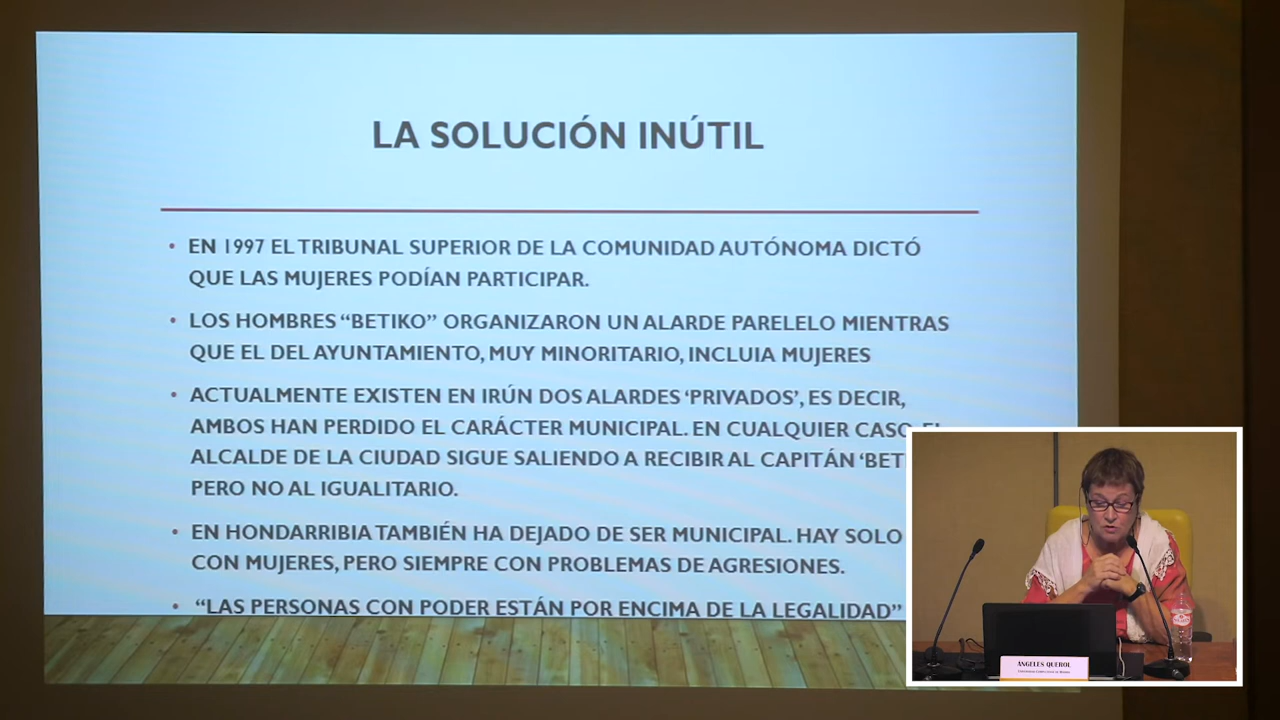 LA SOLUCIÓN INÚTIL
• EN 1997 EL TRIBUNAL SUPERIOR DE LA COMUNIDAD AUTÓNOMA DICTÓ
QUE LAS MUJERES PODÍAN PARTICIPAR.
• LOS HOMBRES “BETIKO” ORGANIZARON UN ALARDE PARELELO MIENTRAS
QUE EL DEL AYUNTAMIENTO, MUY MINORITARIO, INCLUIA MUJERES
• ACTUALMENTE EXISTEN EN IRÚN DOS ALARDES ‘PRIVADOS’, ES DECIR,
AMBOS HAN PERDIDO EL CARÁCTER MUNICIPAL. EN CUALQUIER CASO,
ALCALDE DE LA CIUDAD SIGUE SALIENDO A RECIBIR AL CAPITÁN
PERO NO AL IGUALITARIO.
• EN HONDARRIBIA TAMBIÉN HA DEJADO DE SER MUNICIPAL. HAY SOLO
CON MUJERES, PERO SIEMPRE CON PROBLEMAS DE AGRESIONES.
• “LAS PERSONAS CON PODER ESTÁN POR ENCIMA DE LA LEGALIDAD”
ÁNGELES QUEROL